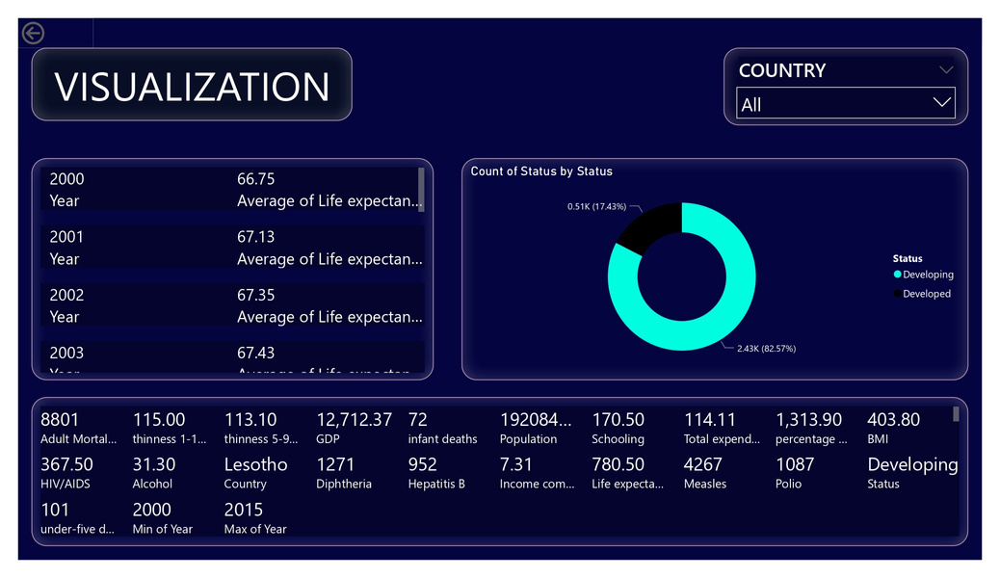 VISUALIZATION
COUNTRY
All
2000 66.75
Year Average of Life expectan...
2001 67.13
Year Average of Life expectan...
2002 67.35
Year Average of Life expectan...
2003 67.43
Year Average of Life expectan...
Count of Status by Status
0.51K (17.43%)
2.43K (82.57%)
Status
Developing
Developed
8801 115.00 113.10 12,712.37 72 192084... 170.50 114.11 1,313.90 403.80
Adult Mortal... thinness 1-1... thinness 5-9... GDP infant deaths Population Schooling Total expend... percentage ... BMI
367.50 31.30 Lesotho 1271 952 7.31 780.50 4267 1087 Developing
HIV/AIDS Alcohol Country Diphtheria Hepatitis B Income com... Life expecta... Measles Polio Status
101 2000 2015
under-five d... Min of Year Max of Year